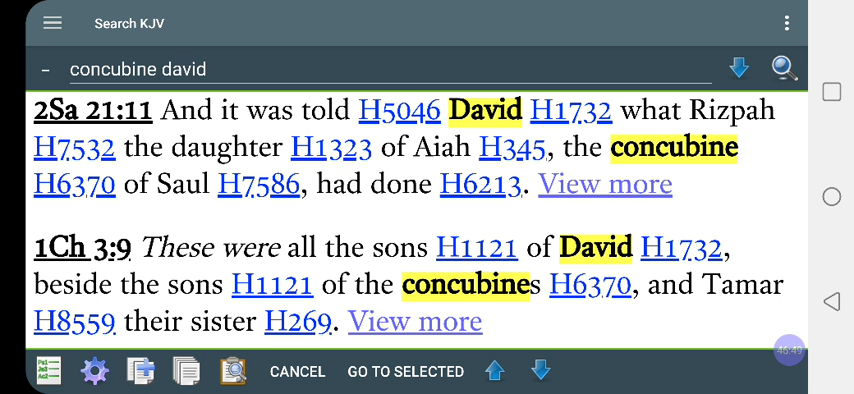 Search KJV
- concubine david
2Sa 21:11 And it was told H5046 David H1732 what Rizpah
H7532 the daughter H1323 of Aiah H345, the concubine
H6370 of Saul H7586, had done H6213. View more
1Ch 3:9 These were all the sons H1121 of David H1732,
beside the sons H1121 of the concubines H6370, and Tamar
H8559 their sister H269. View more
46:49
CANCEL GO TO SELECTED